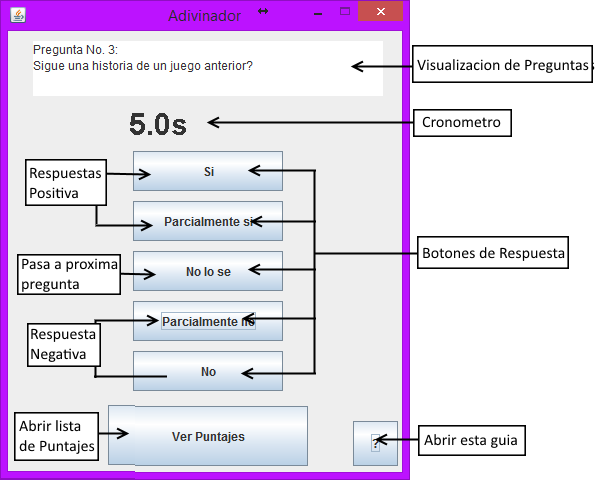 Adivinador
Pregunta No. 3:
Sigue una historia de un juego anterior?
Visualizacion de Preguntas
5.0s
Cronometro
Respuestas
Positiva
Si
Parcialmente si
Pasa a proxima
pregunta
No lo se
Botones de Respuesta
Respuesta
Negativa
Parcialmente no
No
Abrir lista
de Puntajes
Ver Puntajes
?
Abrir esta guia